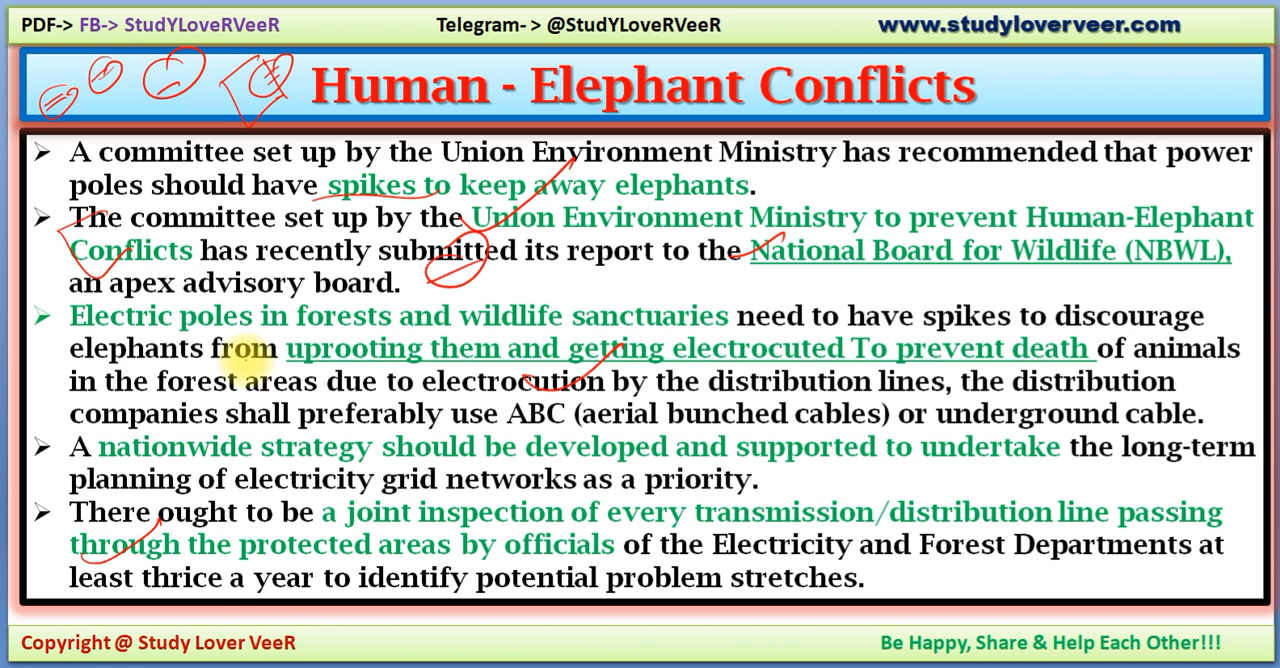 PDF-> FB-> StudYLoveRVeeR Telegram- > @StudYLoveRVeeR www.studyloverveer.com
Human - Elephant Conflicts
➢ A committee set up by the Union Environment Ministry has recommended that power
poles should have spikes to keep away elephants.
➢ The committee set up by the Union Environment Ministry to prevent Human-Elephant
Conflicts has recently submitted its report to the National Board for Wildlife (NBWL),
an apex advisory board.
➢ Electric poles in forests and wildlife sanctuaries need to have spikes to discourage
elephants from uprooting them and getting electrocuted To prevent death of animals
in the forest areas due to electrocution by the distribution lines, the distribution
companies shall preferably use ABC (aerial bunched cables) or underground cable.
➢ A nationwide strategy should be developed and supported to undertake the long-term
planning of electricity grid networks as a priority.
➢ There ought to be a joint inspection of every transmission/distribution line passing
through the protected areas by officials of the Electricity and Forest Departments at
least thrice a year to identify potential problem stretches.
Copyright @ Study Lover VeeR Be Happy, Share & Help Each Other!!!